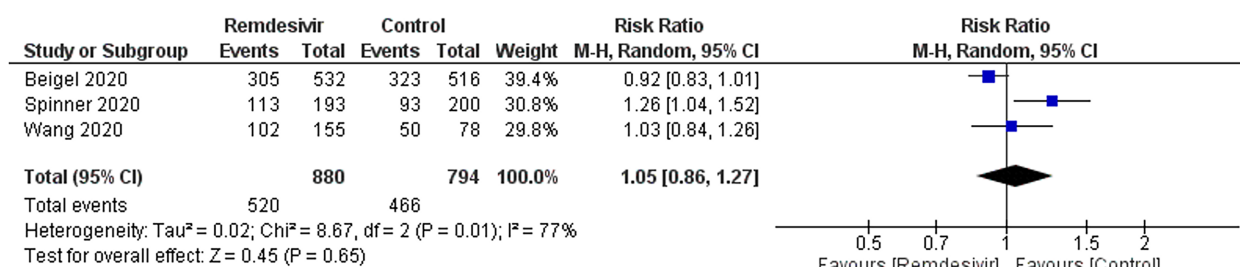 Remdesivir Control Risk Ratio Risk Ratio
Study or Subgroup Events Total Events Total Weight M-H, Random, 95% CI M-H, Random, 95% CI
Beigel 2020 305 532 323 516 39.4% 0.92 [0.83, 1.01]
Spinner 2020 113 193 93 200 30.8% 1.26 [1.04, 1.52]
Wang 2020 102 155 50 78 29.8% 1.03 [0.84, 1.26]
Total (95% CI) 880 794 100.0% 1.05 [0.86, 1.27]
Total events 520 466
Heterogeneity: Tau² = 0.02; Chi² = 8.67, df = 2 (P = 0.01); I² = 77%
Test for overall effect: Z = 0.45 (P = 0.65)
0.5 0.7 1 1.5 2
Favours [Remdesivir] Favours [Control]